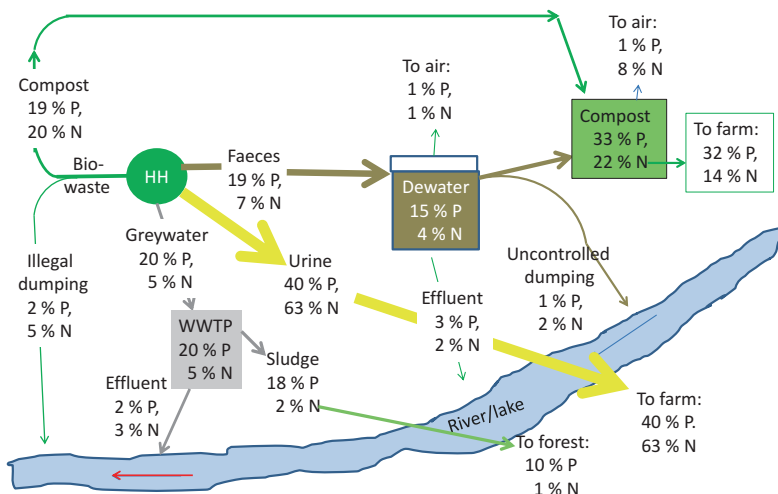 To air:
1 % P,
8 % N
To air:
1 % P,
1 % N
Compost
19 % P,
20 % N
Compost
33 % P,
22 % N
To farm:
32 % P,
14 % N
Bio-
waste
HH
Faeces
19 % P,
7 % N
Dewater
15 % P
4 % N
Greywater
20 % P,
5 % N
Illegal
dumping
2 % P,
5 % N
Urine
40 % P,
63 % N
Uncontrolled
dumping
1 % P,
2 % N
Effluent
3 % P,
2 % N
WWTP
20 % P
5 % N
Sludge
18 % P
2 % N
Effluent
2 % P,
3 % N
River/lake
To farm:
40 % P.
63 % N
To forest:
10 % P
1 % N